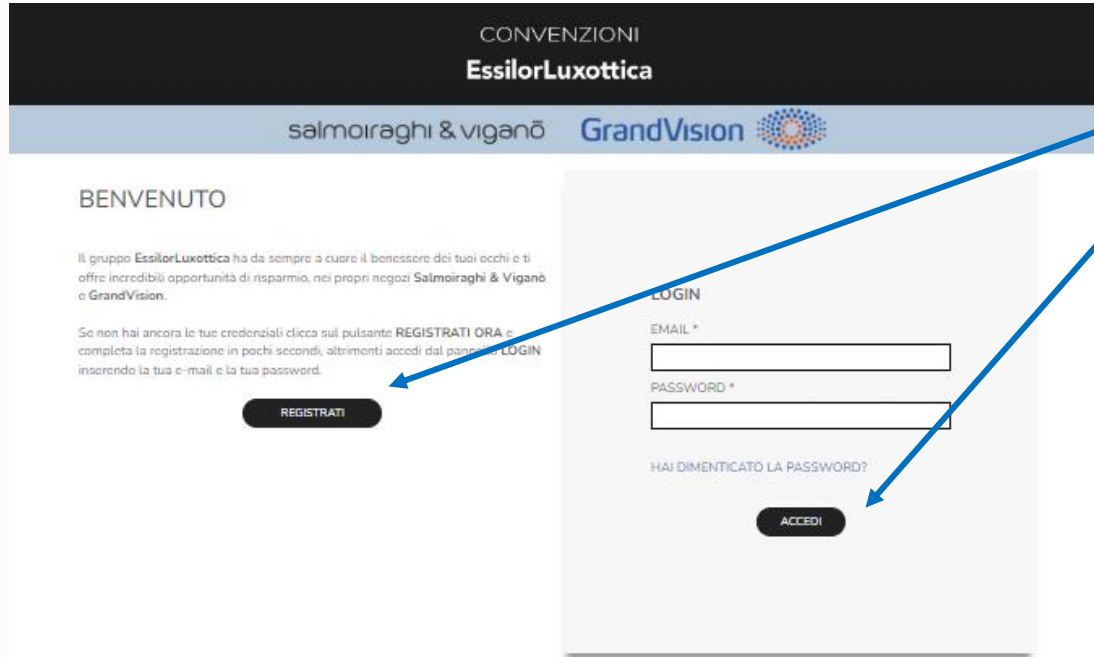 CONVENZIONI
EssilorLuxottica
salmoiraghi & viganò
GrandVision
BENVENUTO
Il gruppo EssilorLuxottica ha da sempre a cuore il benessere dei tuoi occhi e ti
offre incredibili opportunità di risparmio, nei propri negozi Salmoiraghi & Viganò
e GrandVision.
Se non hai ancora le tue credenziali clicca sul pulsante REGISTRATI ORA e
completa la registrazione in pochi secondi, altrimenti accedi dal pannello LOGIN
inserendo la tua e-mail e la tua password.
REGISTRATI
LOGIN
EMAIL *
PASSWORD *
HAI DIMENTICATO LA PASSWORD?
ACCEDI